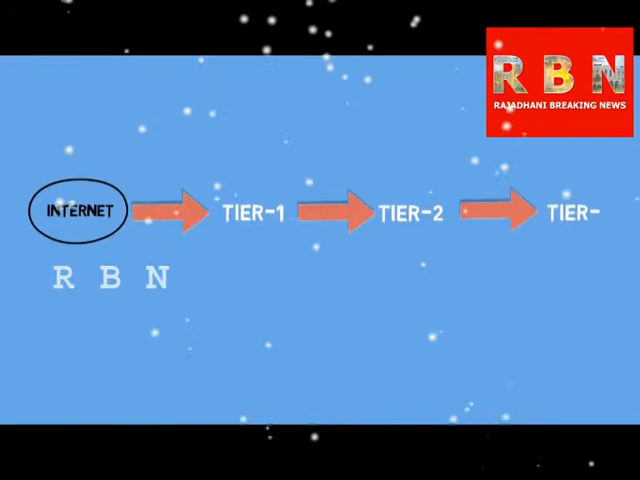 R B N
RAJADHANI BREAKING NEWS
INTERNET TIER-1 TIER-2 TIER-
R B N